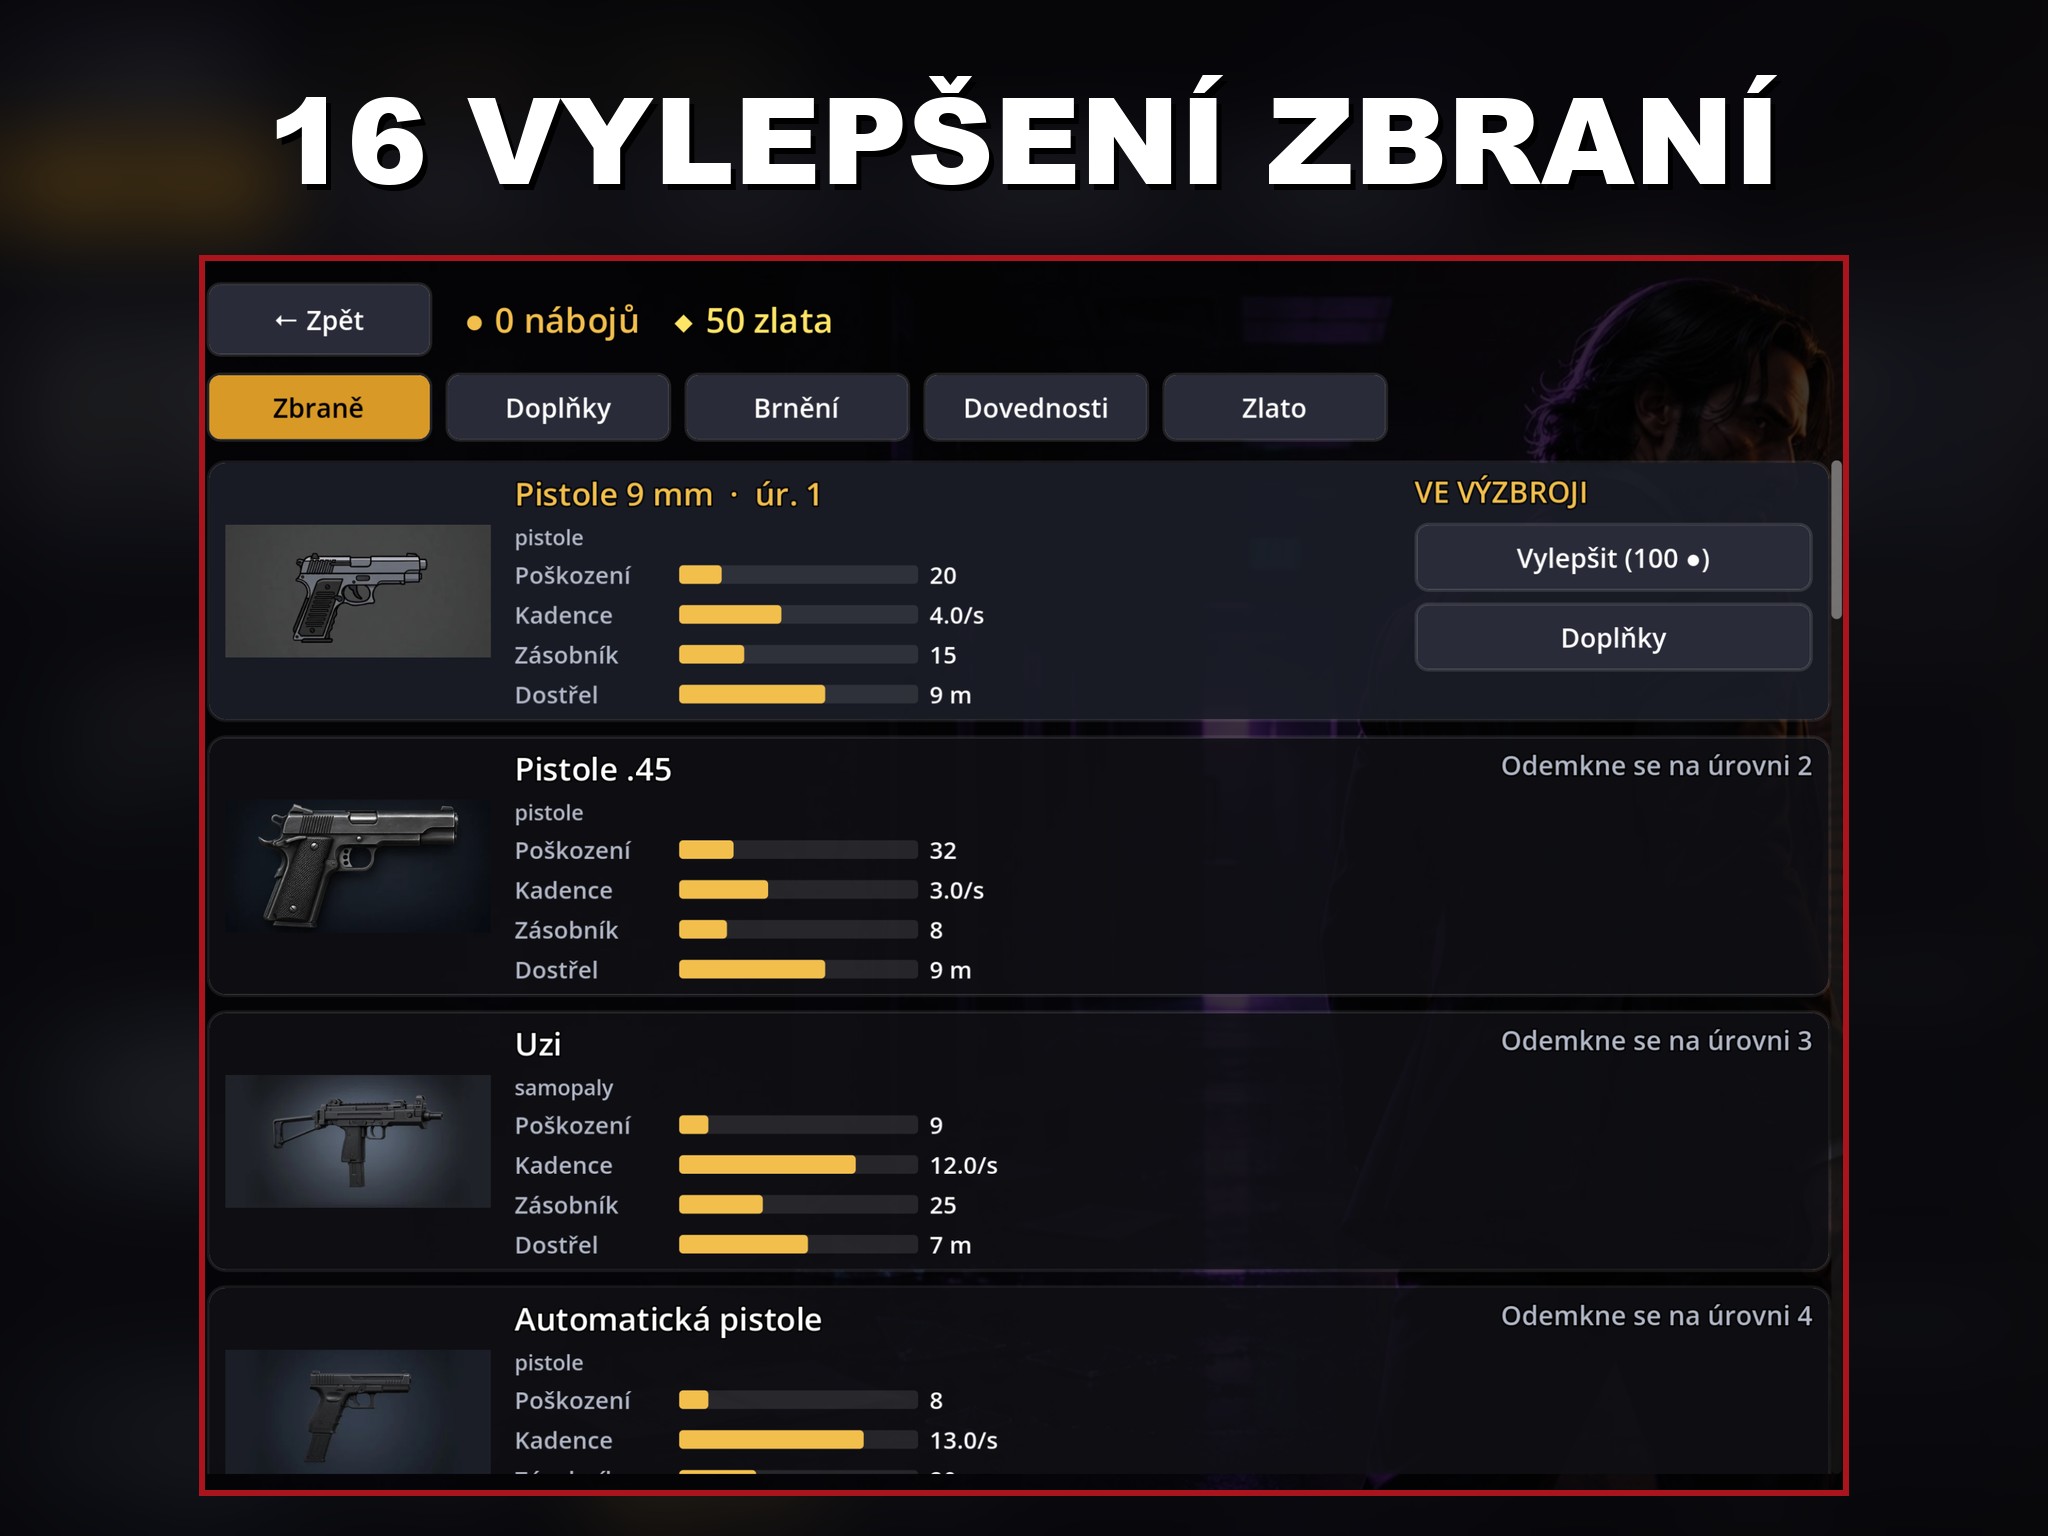 16 VYLEPŠENÍ ZBRANÍ
← Zpět
● 0 nábojů ◆ 50 zlata
Zbraně Doplňky Brnění Dovednosti Zlato
Pistole 9 mm · úr. 1
VE VÝZBROJI
pistole
Vylepšit (100 ●)
Poškození 20
Kadence 4.0/s
Doplňky
Zásobník 15
Dostřel 9 m
Pistole .45
Odemkne se na úrovni 2
pistole
Poškození 32
Kadence 3.0/s
Zásobník 8
Dostřel 9 m
Uzi
Odemkne se na úrovni 3
samopaly
Poškození 9
Kadence 12.0/s
Zásobník 25
Dostřel 7 m
Automatická pistole
Odemkne se na úrovni 4
pistole
Poškození 8
Kadence 13.0/s